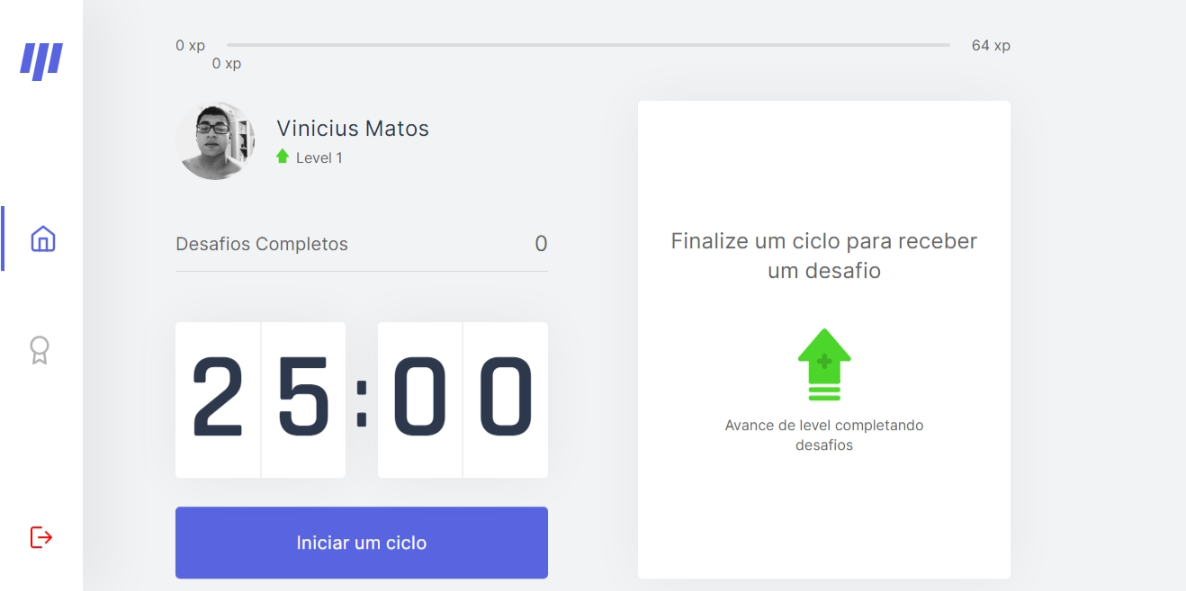 0 xp
64 xp
0 xp
Vinicius Matos
Level 1
Desafios Completos 0
25:00
Iniciar um ciclo
Finalize um ciclo para receber
um desafio
Avance de level completando
desafios